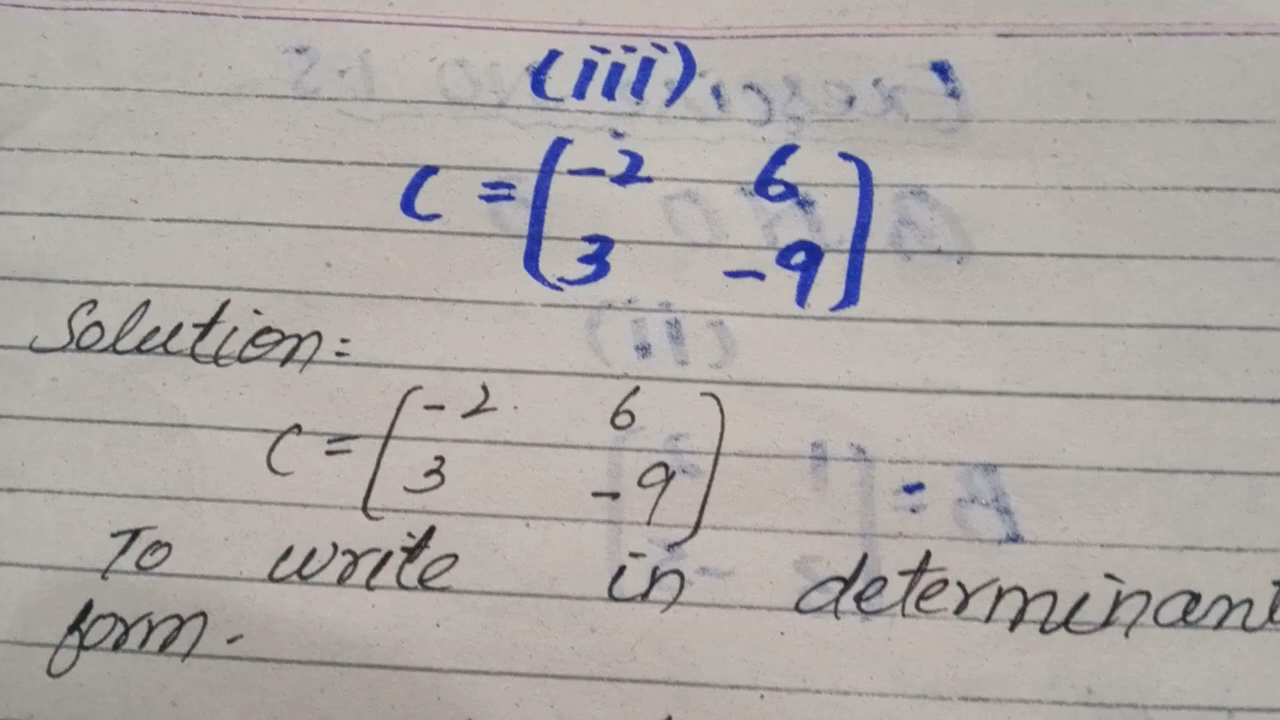 (iii)
C = [-2 6
3 -9]
Solution:
C = [-2 6
3 -9]
To write in determinant
form.